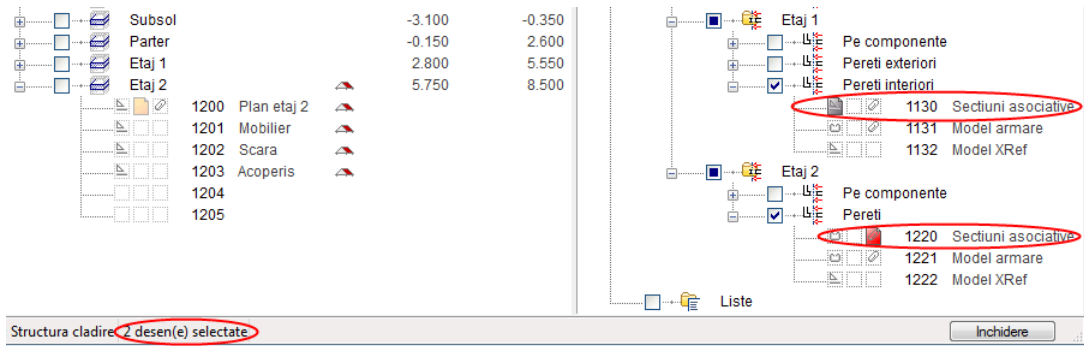 Subsol -3.100 -0.350
Parter -0.150 2.600
Etaj 1 2.800 5.550
Etaj 2 5.750 8.500
1200 Plan etaj 2
1201 Mobilier
1202 Scara
1203 Acoperis
1204
1205
Etaj 1
Pe componente
Pereti exteriori
Pereti interiori
1130 Sectiuni asociative
1131 Model armare
1132 Model XRef
Etaj 2
Pe componente
Pereti
1220 Sectiuni asociative
1221 Model armare
1222 Model XRef
Liste
Structura cladire 2 desen(e) selectate
Inchidere